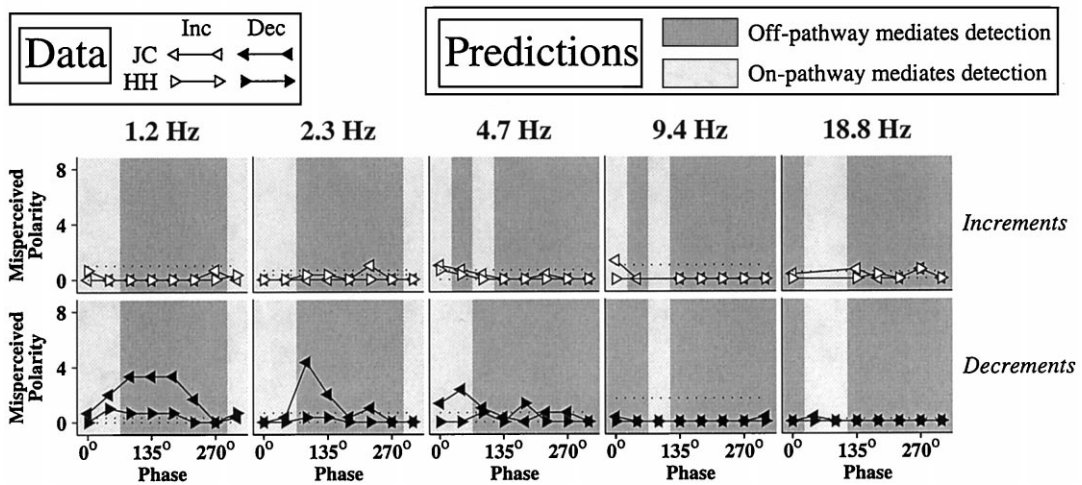 Data
Inc Dec
JC
HH
Predictions
Off-pathway mediates detection
On-pathway mediates detection
1.2 Hz 2.3 Hz 4.7 Hz 9.4 Hz 18.8 Hz
Misperceived
Polarity
8
4
0
Increments
Misperceived
Polarity
8
4
0
Decrements
0° 135° 270° 0° 135° 270° 0° 135° 270° 0° 135° 270° 0° 135° 270°
Phase Phase Phase Phase Phase